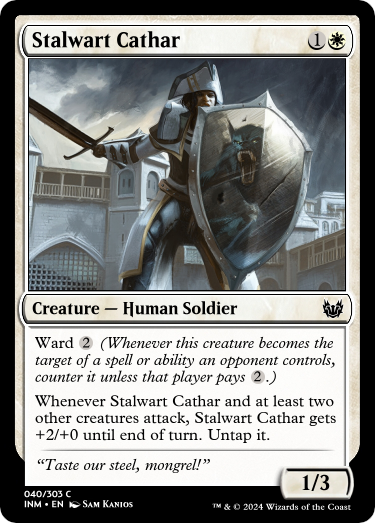 Stalwart Cathar 1
Creature — Human Soldier
Ward 2 (Whenever this creature becomes the
target of a spell or ability an opponent controls,
counter it unless that player pays 2.)
Whenever Stalwart Cathar and at least two
other creatures attack, Stalwart Cathar gets
+2/+0 until end of turn. Untap it.
“Taste our steel, mongrel!”
1/3
040/303 C
INM • EN Sam Kanios
™ & © 2024 Wizards of the Coast